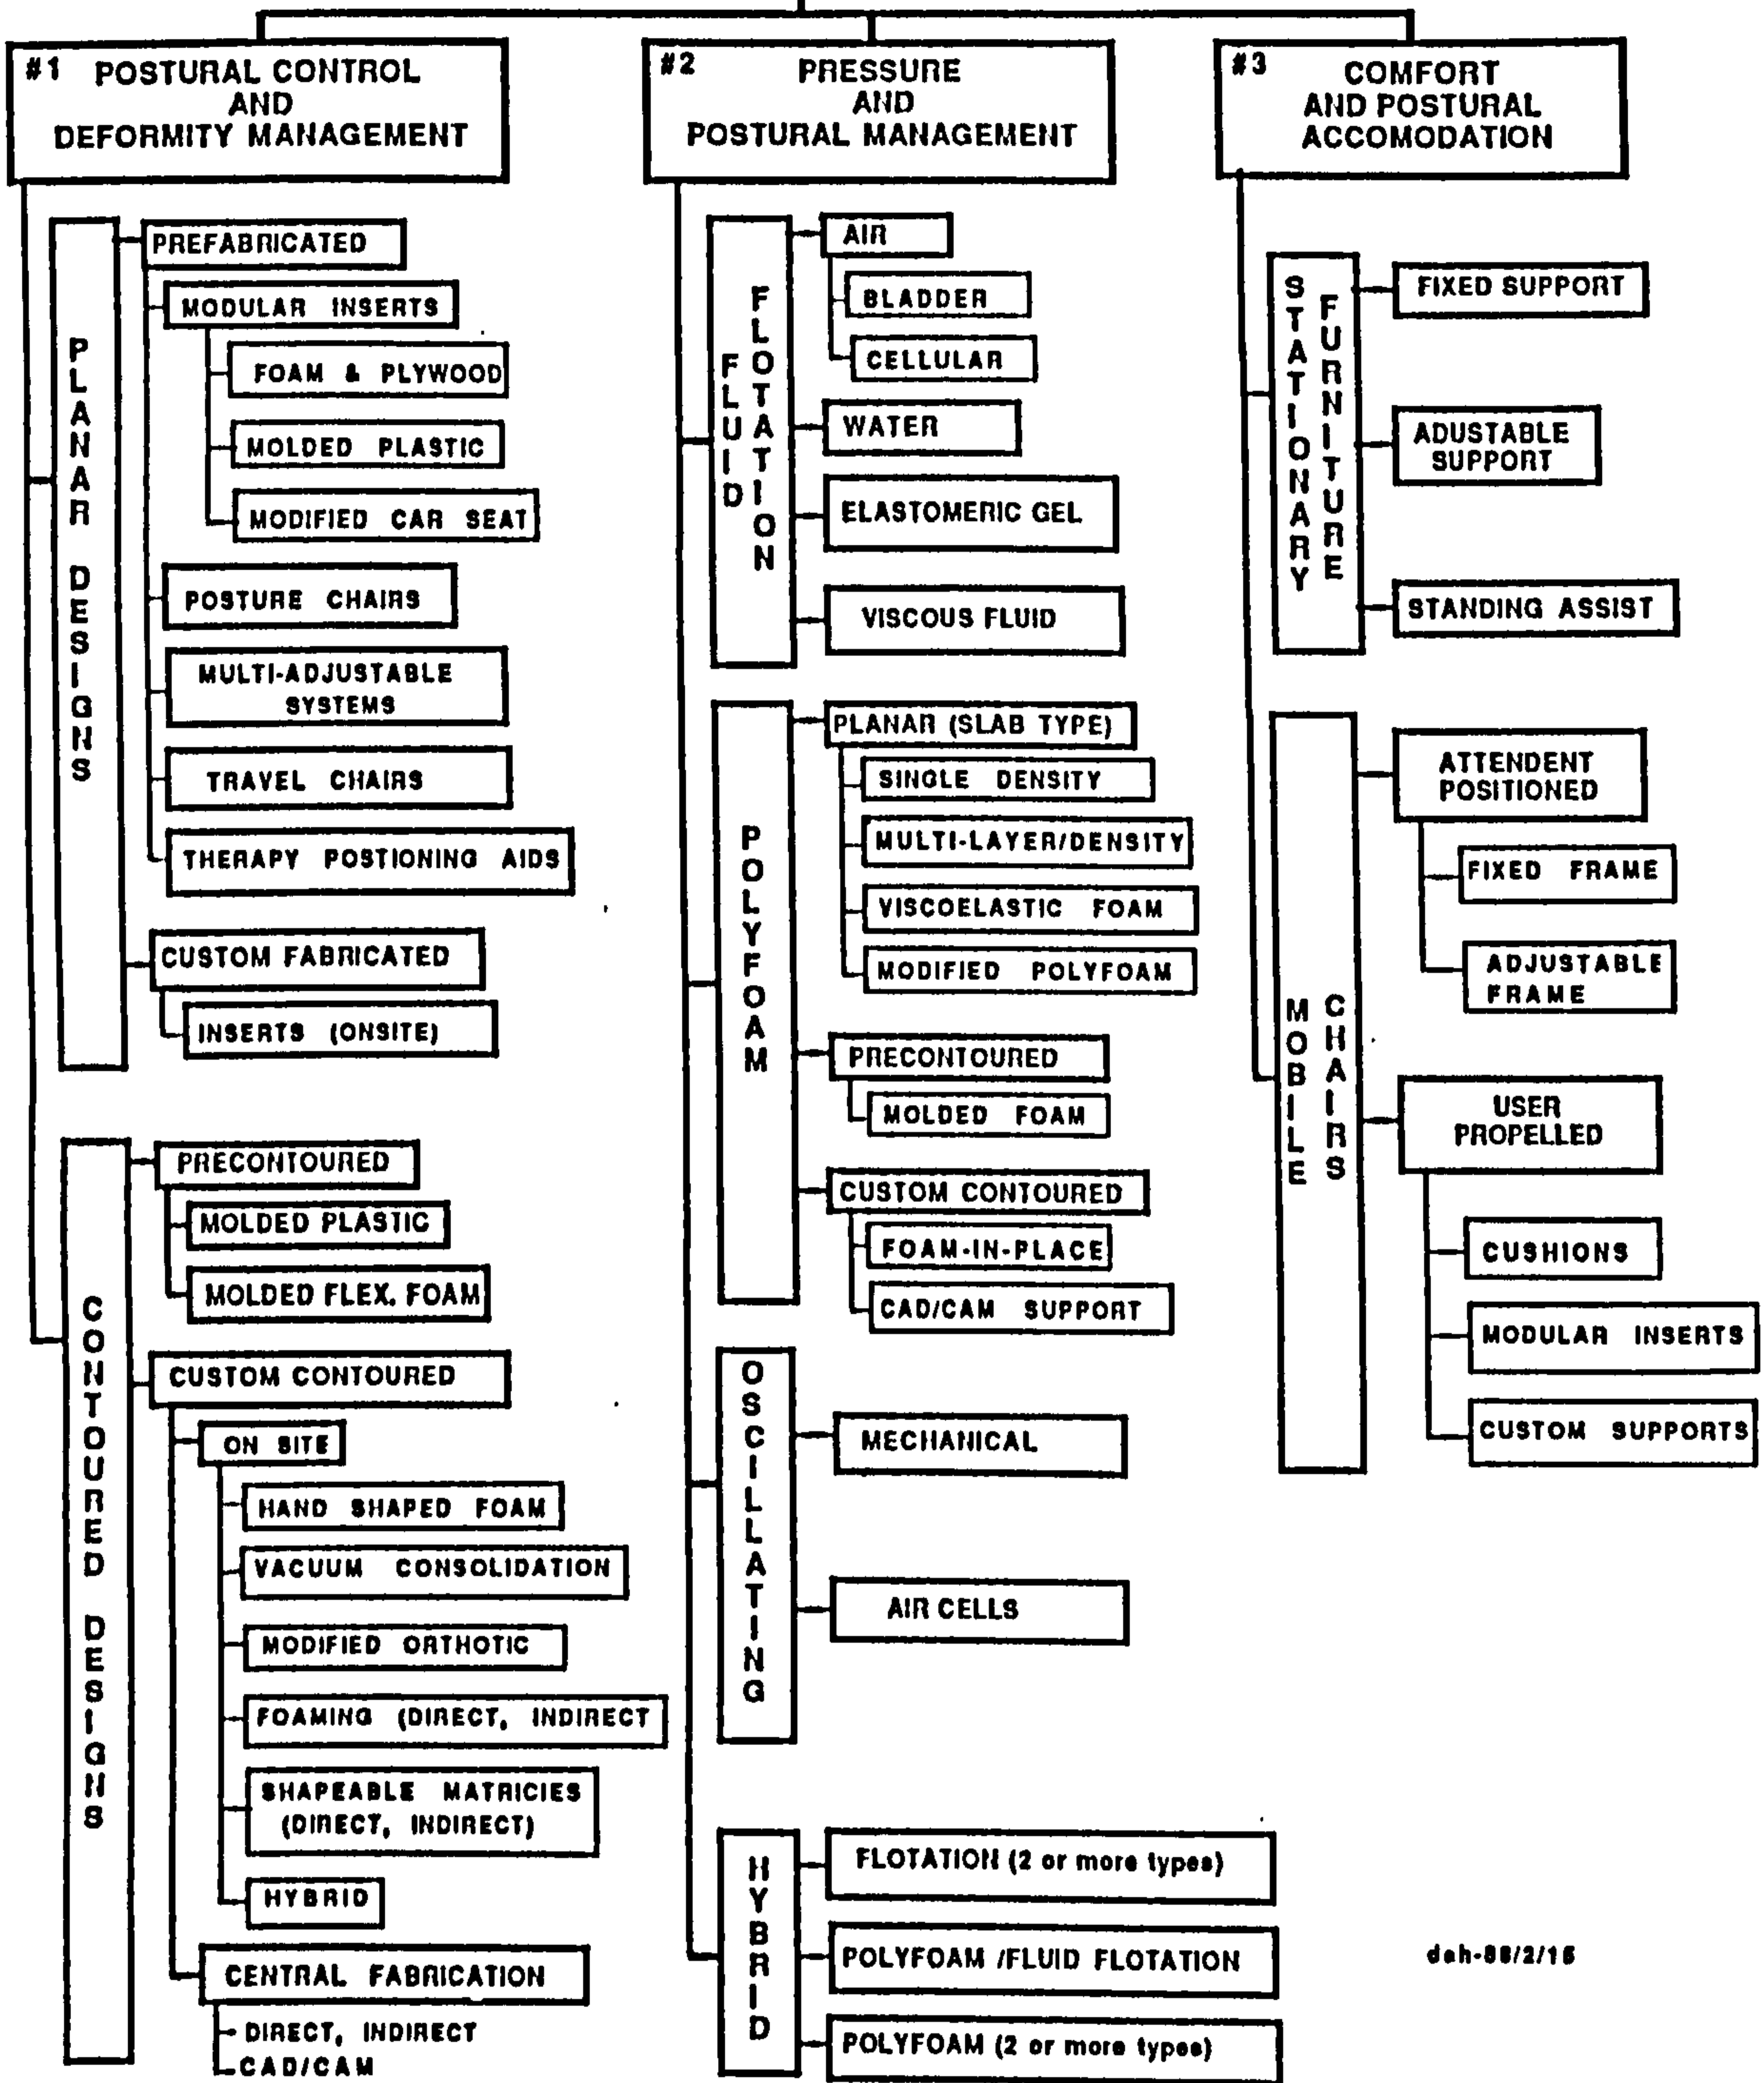 #1 POSTURAL CONTROL
AND
DEFORMITY MANAGEMENT
PLANAR DESIGNS
PREFABRICATED
MODULAR INSERTS
FOAM & PLYWOOD
MOLDED PLASTIC
MODIFIED CAR SEAT
POSTURE CHAIRS
MULTI-ADJUSTABLE
SYSTEMS
TRAVEL CHAIRS
THERAPY POSTIONING AIDS
CUSTOM FABRICATED
INSERTS (ONSITE)
CONTOURED DESIGNS
PRECONTOURED
MOLDED PLASTIC
MOLDED FLEX. FOAM
CUSTOM CONTOURED
ON SITE
HAND SHAPED FOAM
VACUUM CONSOLIDATION
MODIFIED ORTHOTIC
FOAMING (DIRECT, INDIRECT
SHAPEABLE MATRICIES
(DIRECT, INDIRECT)
HYBRID
CENTRAL FABRICATION
DIRECT, INDIRECT
CAD/CAM
#2 PRESSURE
AND
POSTURAL MANAGEMENT
FLUID
FLOTATION
AIR
BLADDER
CELLULAR
WATER
ELASTOMERIC GEL
VISCOUS FLUID
POLYFOAM
PLANAR (SLAB TYPE)
SINGLE DENSITY
MULTI-LAYER/DENSITY
VISCOELASTIC FOAM
MODIFIED POLYFOAM
PRECONTOURED
MOLDED FOAM
CUSTOM CONTOURED
FOAM-IN-PLACE
CAD/CAM SUPPORT
OSCILLATING
MECHANICAL
AIR CELLS
HYBRID
FLOTATION (2 or more types)
POLYFOAM /FLUID FLOTATION
POLYFOAM (2 or more types)
#3 COMFORT
AND POSTURAL
ACCOMODATION
STATIONARY
FURNITURE
FIXED SUPPORT
ADUSTABLE
SUPPORT
STANDING ASSIST
MOBILE
CHAIRS
ATTENDENT
POSITIONED
FIXED FRAME
ADJUSTABLE
FRAME
USER
PROPELLED
CUSHIONS
MODULAR INSERTS
CUSTOM SUPPORTS